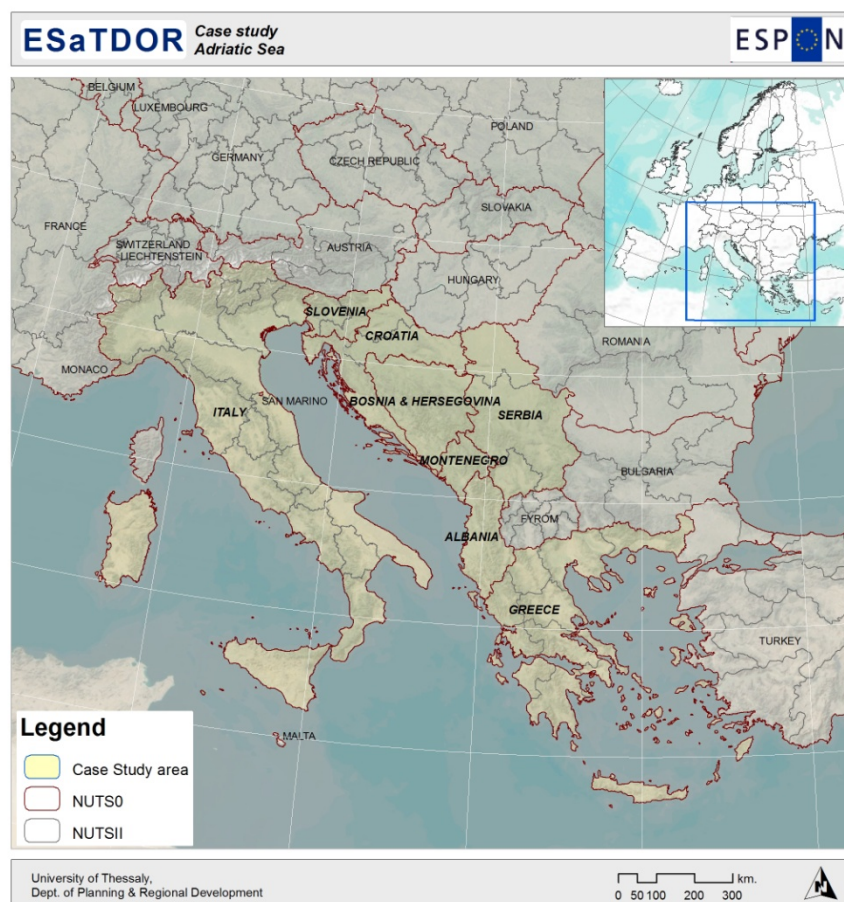 ESaTDOR
Case study
Adriatic Sea
ESPON
BELGIUM
LUXEMBOURG
GERMANY
POLAND
CZECH REPUBLIC
SLOVAKIA
FRANCE
SWITZERLAND
LIECHTENSTEIN
AUSTRIA
HUNGARY
SLOVENIA
CROATIA
ROMANIA
MONACO
ITALY
SAN MARINO
BOSNIA & HERSEGOVINA
SERBIA
MONTENEGRO
BULGARIA
FYROM
ALBANIA
GREECE
TURKEY
MALTA
Legend
Case Study area
NUTS0
NUTSII
University of Thessaly,
Dept. of Planning & Regional Development
km.
0 50 100 200 300
N